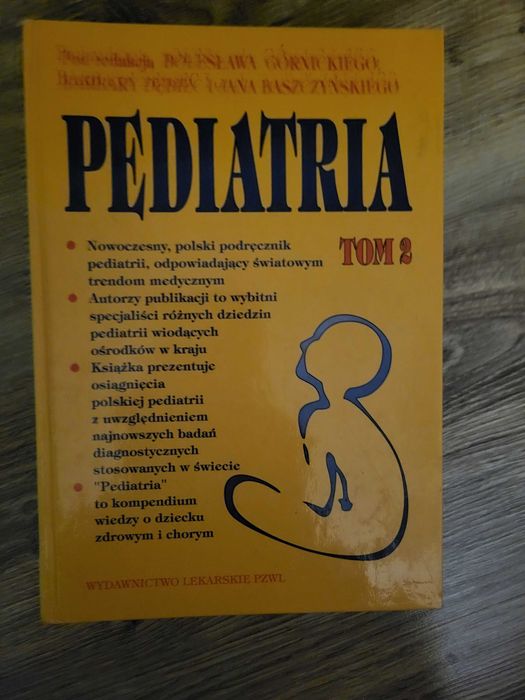 Pod redakcją BOLESŁAWA GÓRNICKIEGO,
BARBARY DĘBIEC I JANA BASZCZYŃSKIEGO
PEDIATRIA
TOM 2
• Nowoczesny, polski podręcznik
pediatrii, odpowiadający światowym
trendom medycznym
• Autorzy publikacji to wybitni
specjaliści różnych dziedzin
pediatrii wiodących
ośrodków w kraju
• Książka prezentuje
osiągnięcia
polskiej pediatrii
z uwzględnieniem
najnowszych badań
diagnostycznych
stosowanych w świecie
• "Pediatria"
to kompendium
wiedzy o dziecku
zdrowym i chorym
WYDAWNICTWO LEKARSKIE PZWL